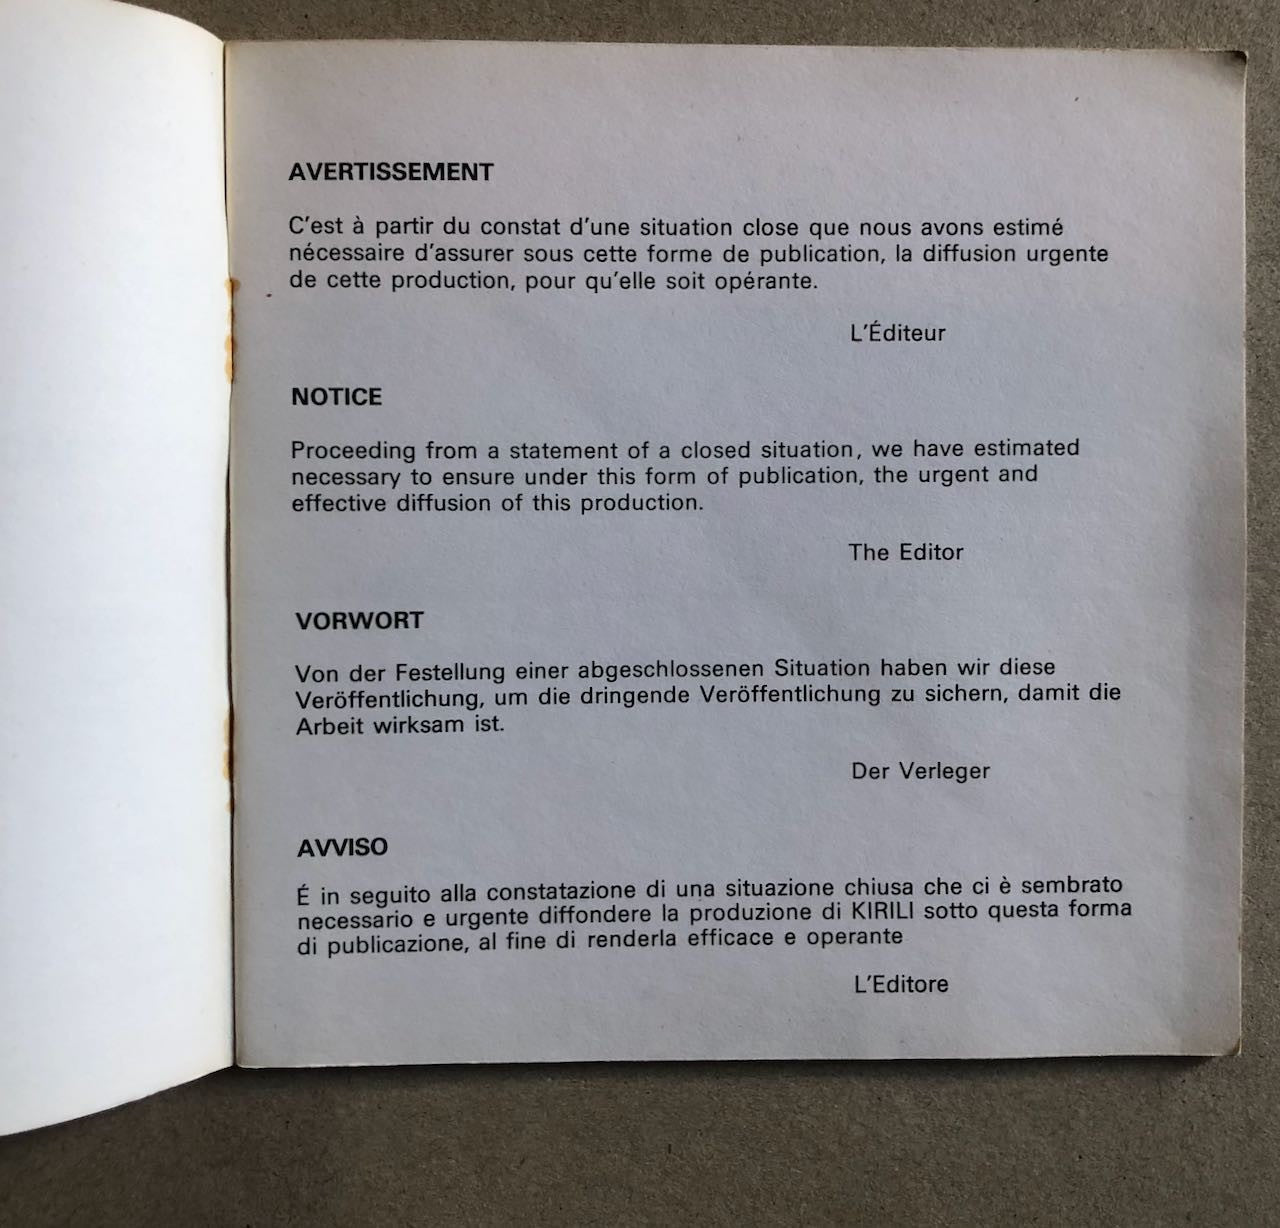 AVERTISSEMENT
C'est à partir du constat d'une situation close que nous avons estimé
nécessaire d'assurer sous cette forme de publication, la diffusion urgente
de cette production, pour qu'elle soit opérante.
L'Éditeur
NOTICE
Proceeding from a statement of a closed situation, we have estimated
necessary to ensure under this form of publication, the urgent and
effective diffusion of this production.
The Editor
VORWORT
Von der Festellung einer abgeschlossenen Situation haben wir diese
Veröffentlichung, um die dringende Veröffentlichung zu sichern, damit die
Arbeit wirksam ist.
Der Verleger
AVVISO
É in seguito alla constatazione di una situazione chiusa che ci è sembrato
necessario e urgente diffondere la produzione di KIRILI sotto questa forma
di publicazione, al fine di renderla efficace e operante
L'Editore